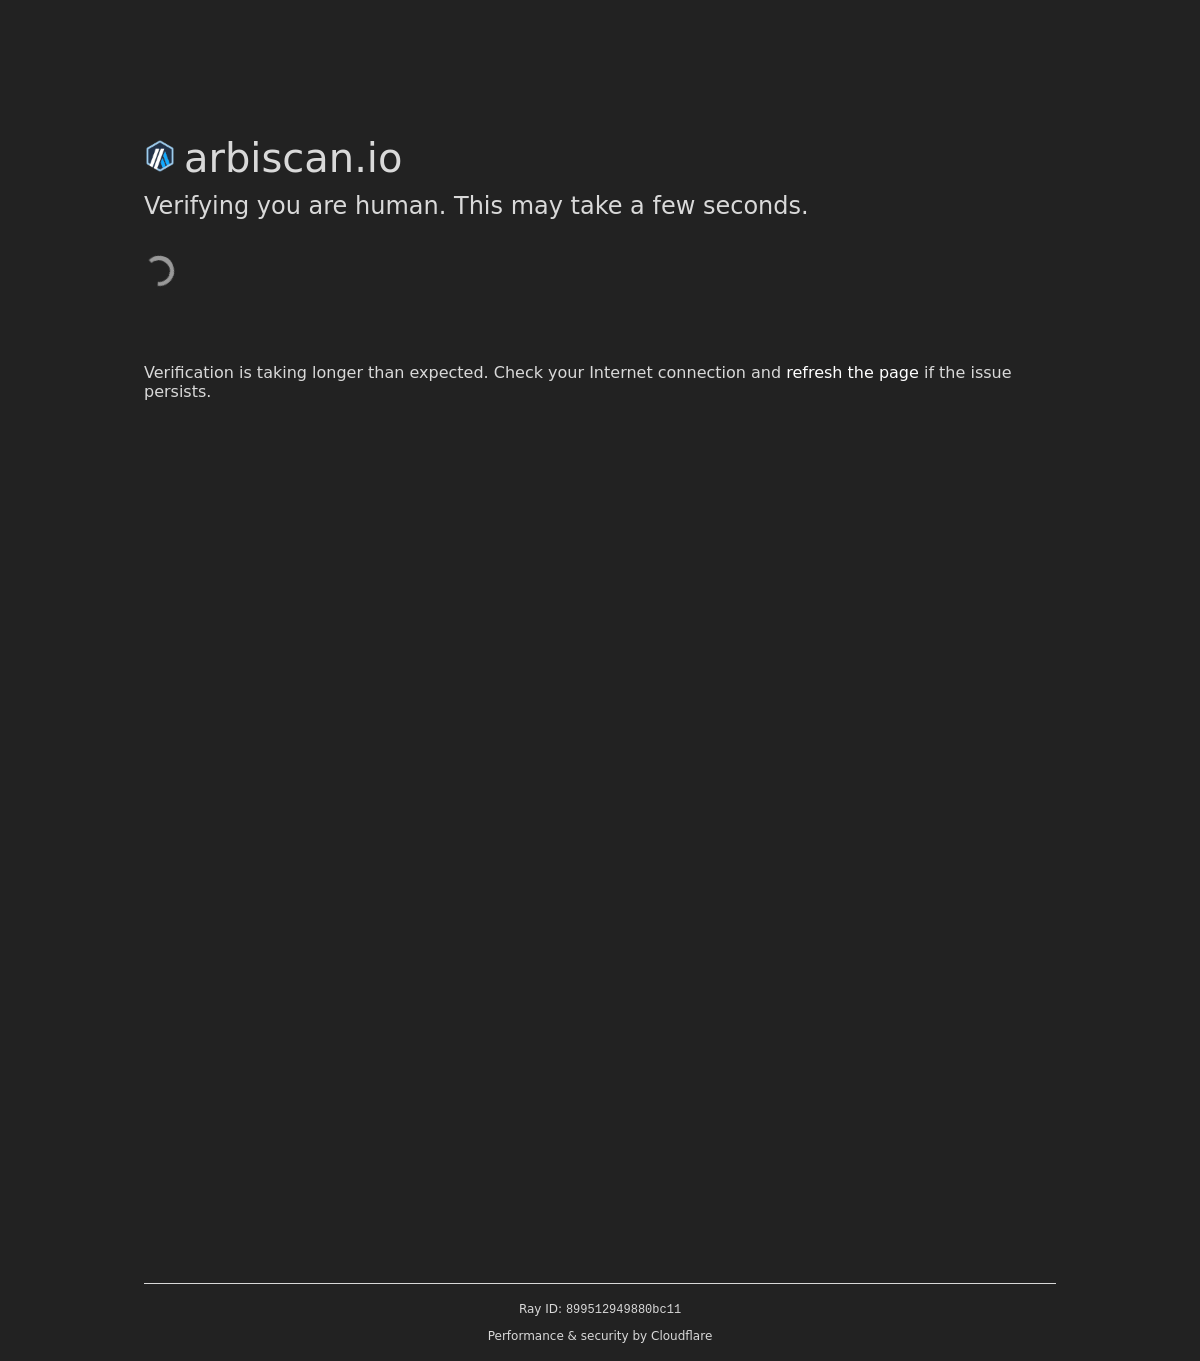 arbiscan.io
Verifying you are human. This may take a few seconds.
Verification is taking longer than expected. Check your Internet connection and refresh the page if the issue
persists.
Ray ID: 899512949880bc11
Performance & security by Cloudflare